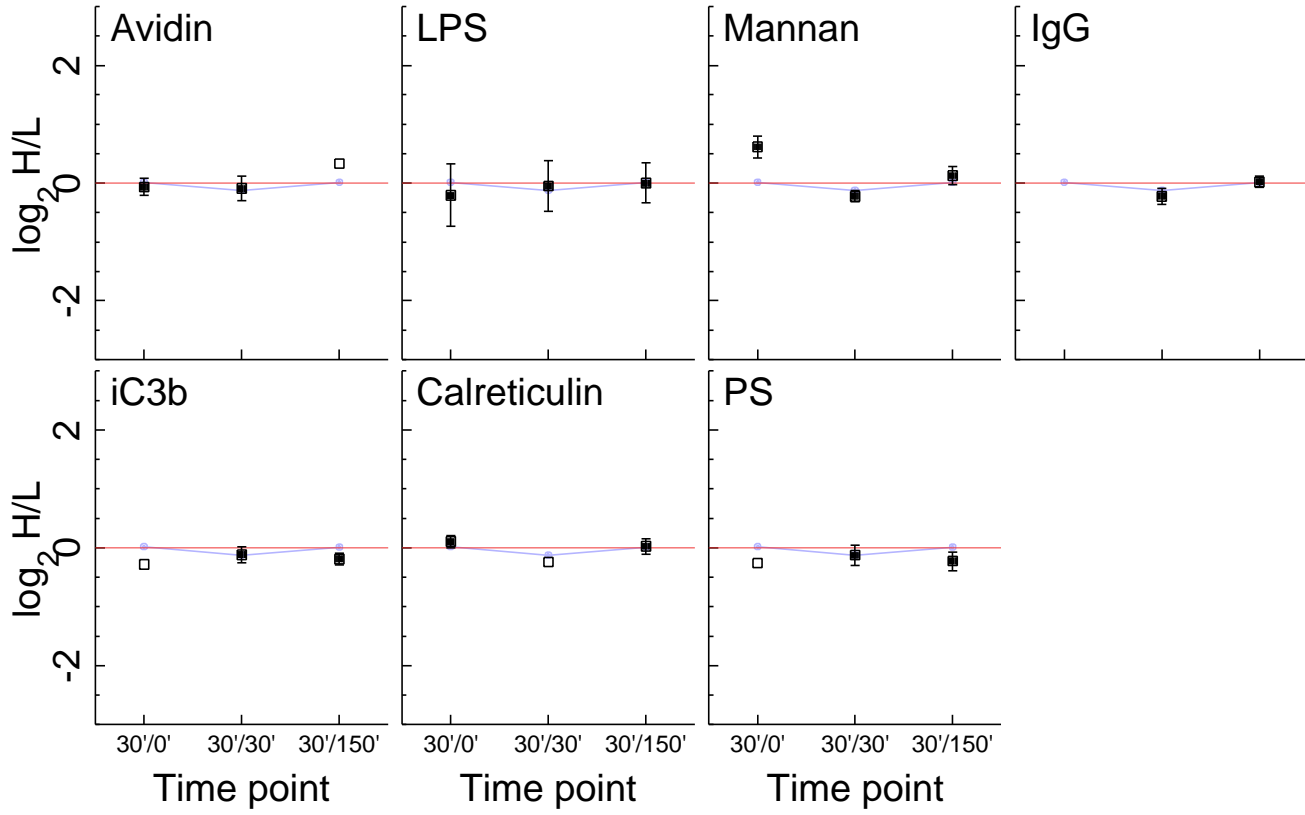 Avidin
LPS
Mannan
IgG
2
0
-2
log2 H/L
iC3b
Calreticulin
PS
2
0
-2
log2 H/L
30'/0' 30'/30' 30'/150'
30'/0' 30'/30' 30'/150'
30'/0' 30'/30' 30'/150'
Time point
Time point
Time point